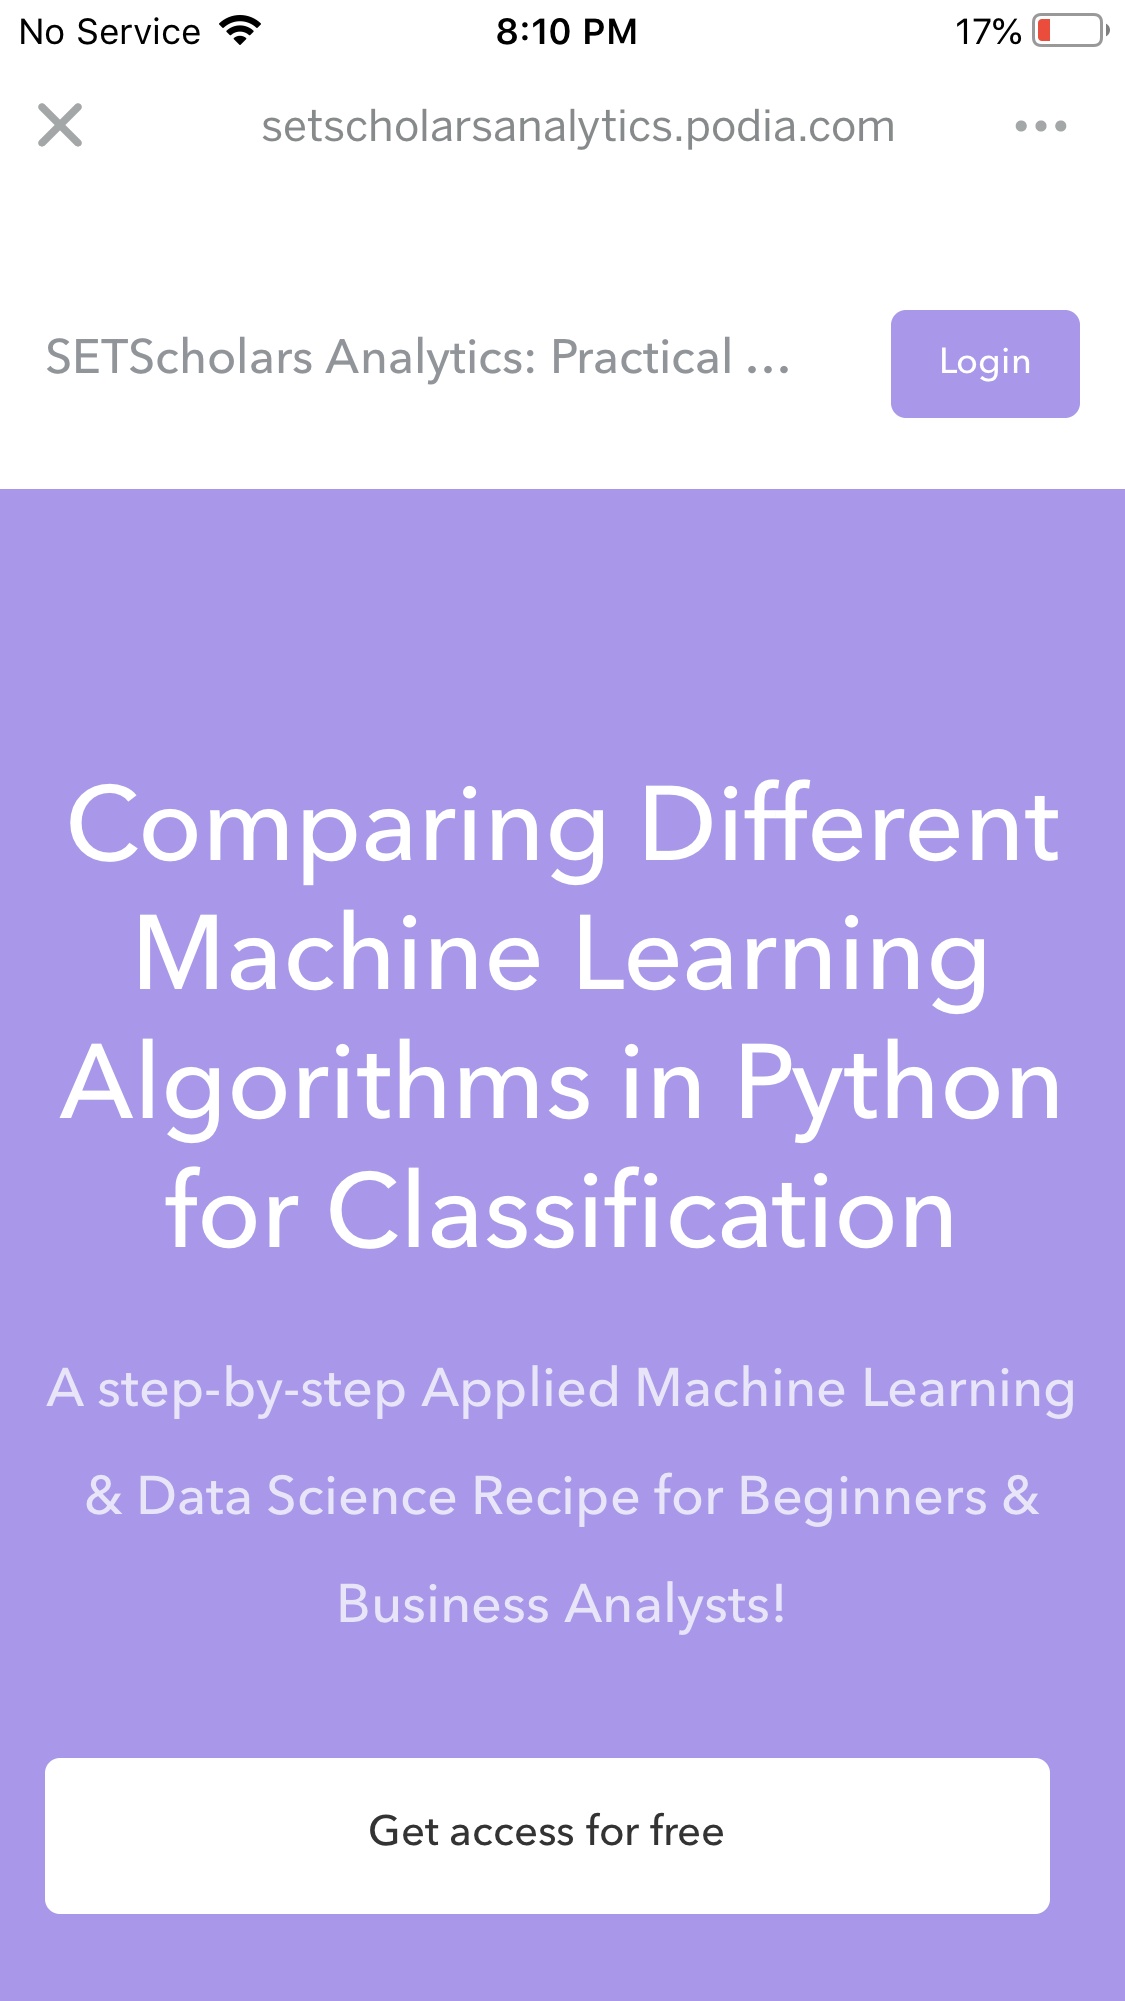 No Service 8:10 PM 17%
setscholarsanalytics.podia.com
SETScholars Analytics: Practical ... Login
Comparing Different
Machine Learning
Algorithms in Python
for Classification
A step-by-step Applied Machine Learning
& Data Science Recipe for Beginners &
Business Analysts!
Get access for free